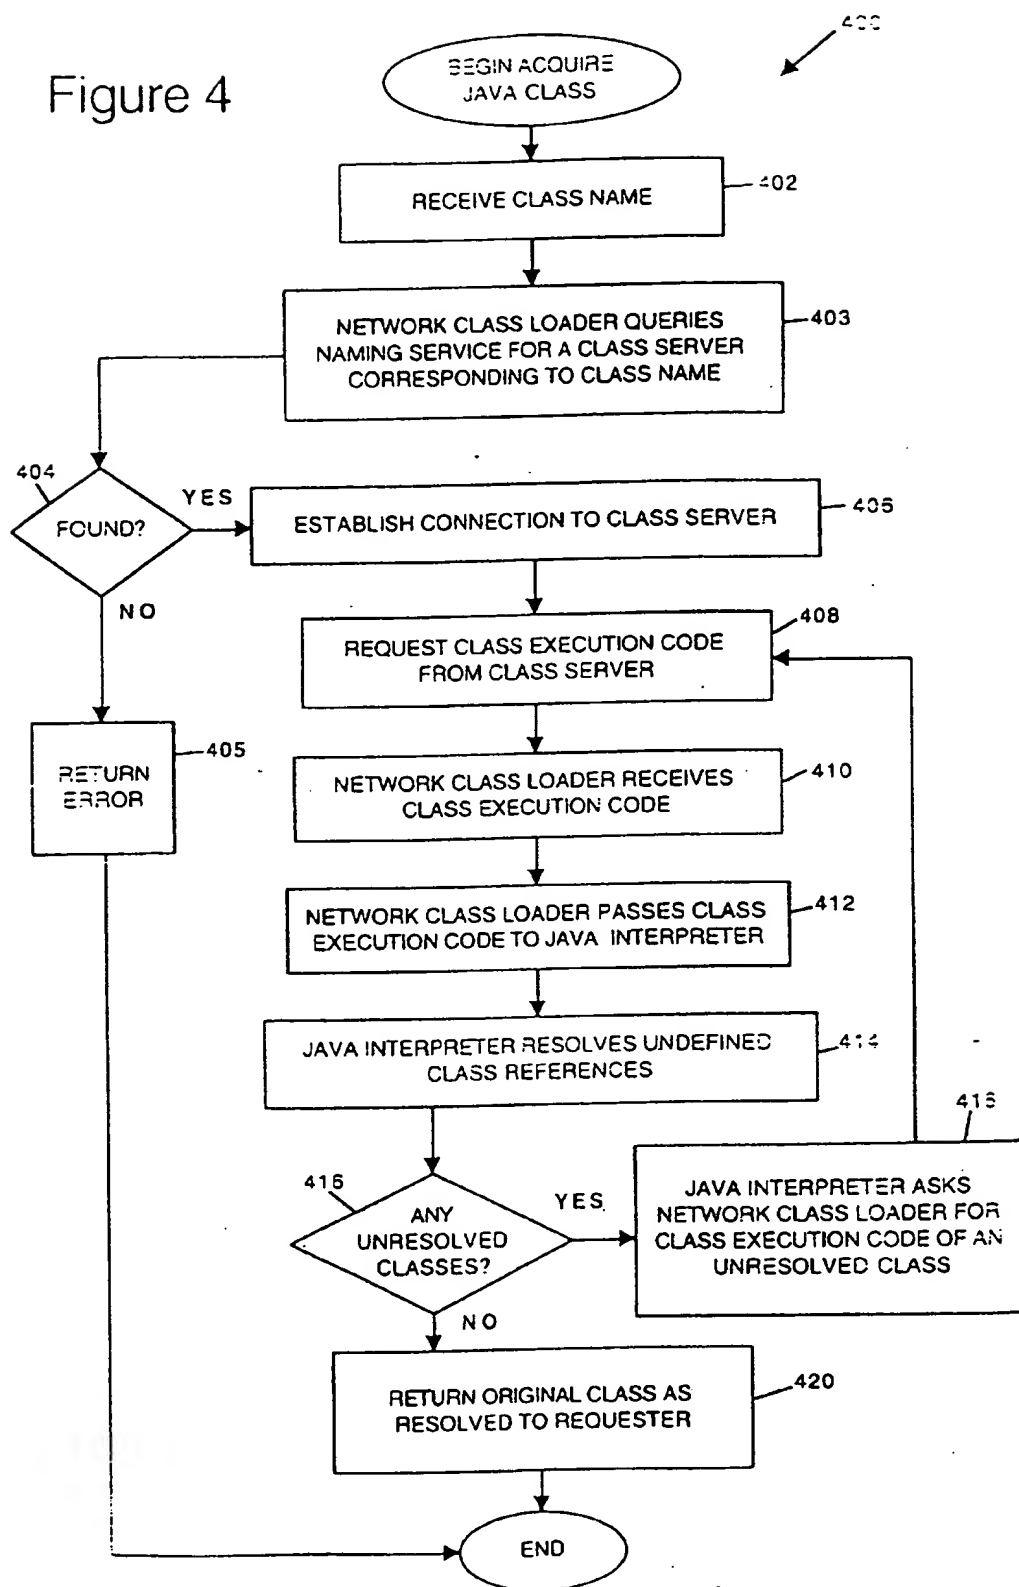 Figure 4
400
BEGIN ACQUIRE
JAVA CLASS
RECEIVE CLASS NAME
402
NETWORK CLASS LOADER QUERIES
NAMING SERVICE FOR A CLASS SERVER
CORRESPONDING TO CLASS NAME
403
404
FOUND?
YES
NO
ESTABLISH CONNECTION TO CLASS SERVER
406
REQUEST CLASS EXECUTION CODE
FROM CLASS SERVER
408
RETURN
ERROR
405
NETWORK CLASS LOADER RECEIVES
CLASS EXECUTION CODE
410
NETWORK CLASS LOADER PASSES CLASS
EXECUTION CODE TO JAVA INTERPRETER
412
JAVA INTERPRETER RESOLVES UNDEFINED
CLASS REFERENCES
414
416
ANY
UNRESOLVED
CLASSES?
YES
NO
JAVA INTERPRETER ASKS
NETWORK CLASS LOADER FOR
CLASS EXECUTION CODE OF AN
UNRESOLVED CLASS
RETURN ORIGINAL CLASS AS
RESOLVED TO REQUESTER
420
END